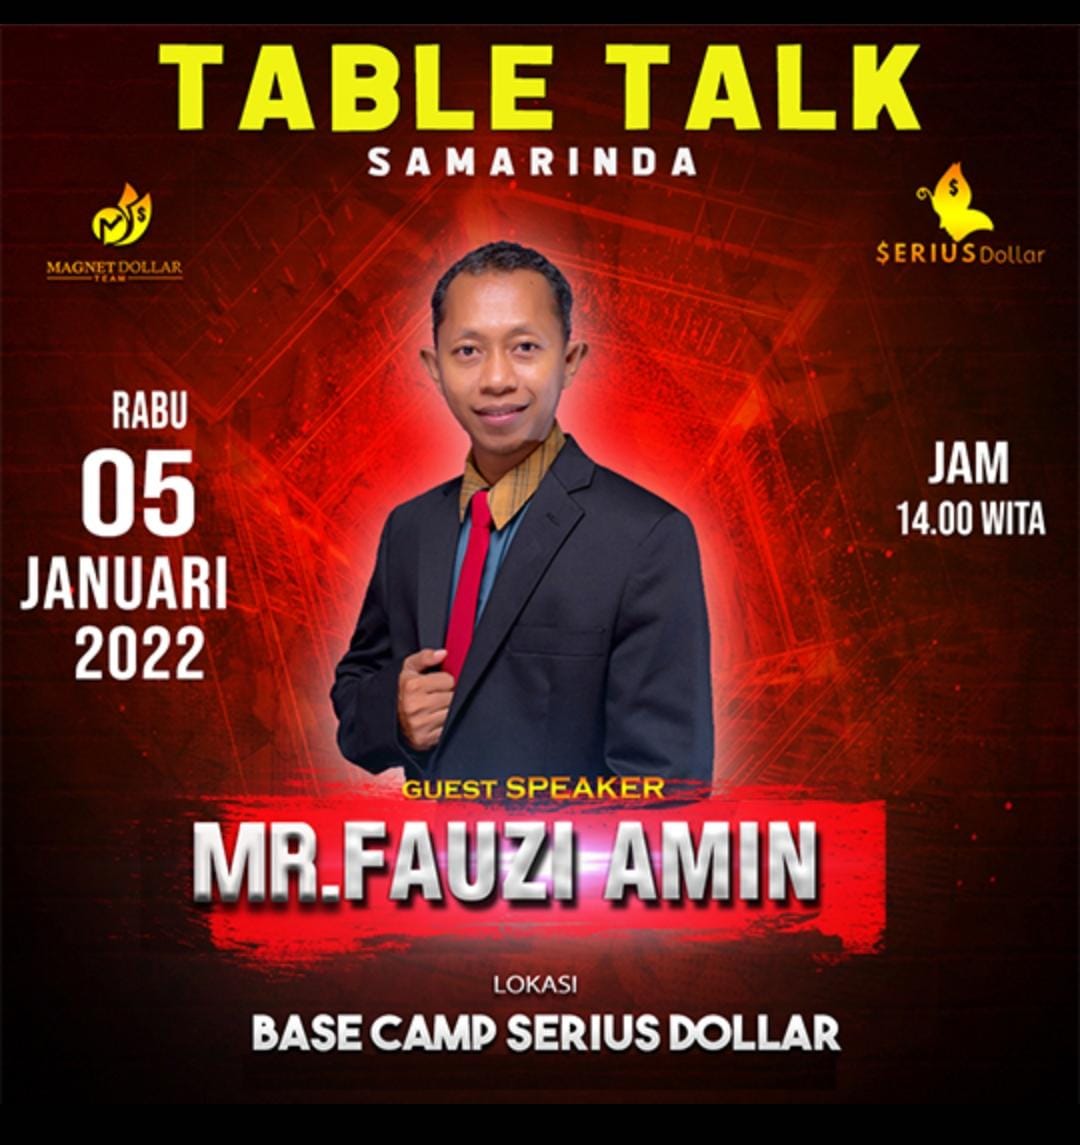 TABLE TALK
SAMARINDA
MAGNET DOLLAR
TEAM
$
$
$ERIUS Dollar
RABU
05
JANUARI
2022
JAM
14.00 WITA
GUEST SPEAKER
MR.FAUZI AMIN
LOKASI
BASE CAMP SERIUS DOLLAR